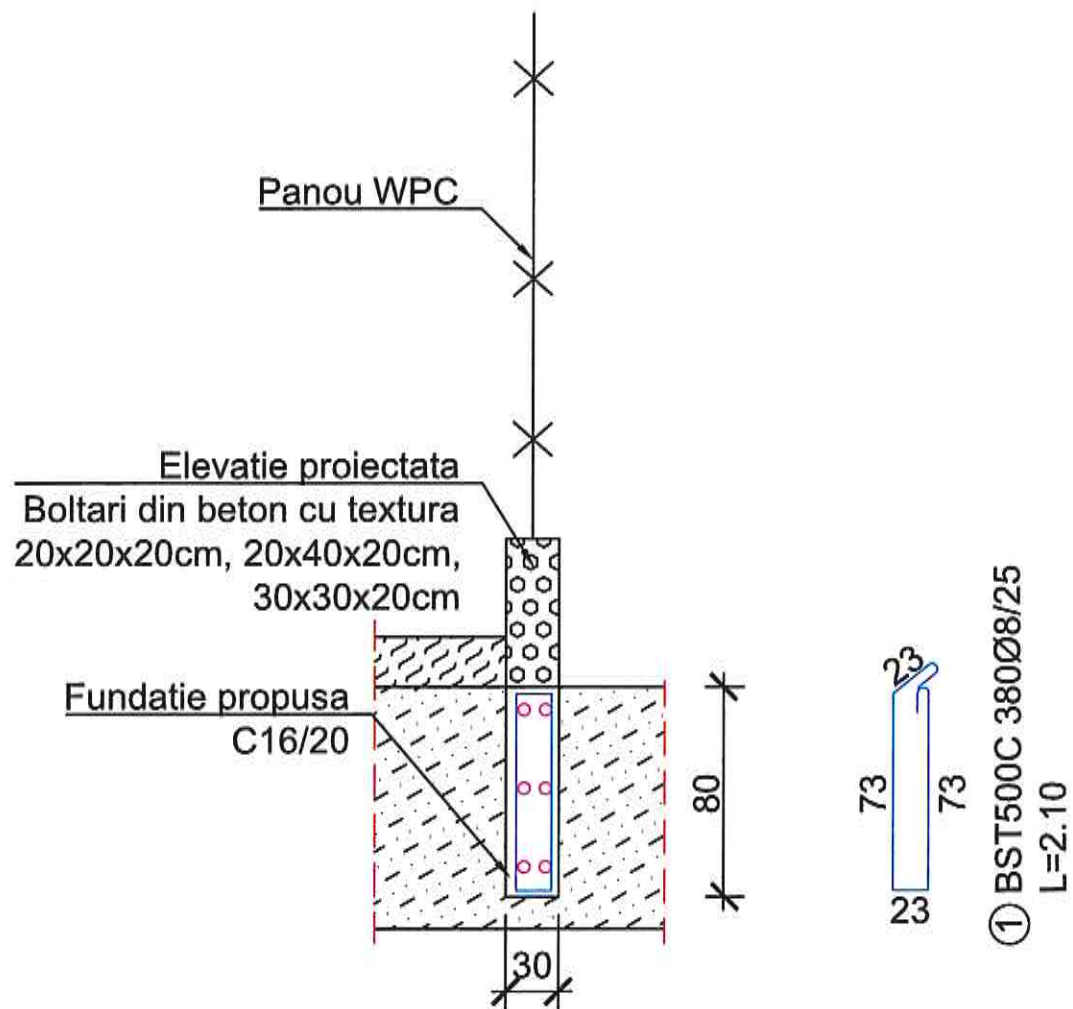 Panou WPC
Elevatie proiectata
Boltari din beton cu textura
20x20x20cm, 20x40x20cm,
30x30x20cm
Fundatie propusa
C16/20
80
30
23
73
73
23
1 BST500C 380Ø8/25
L=2.10